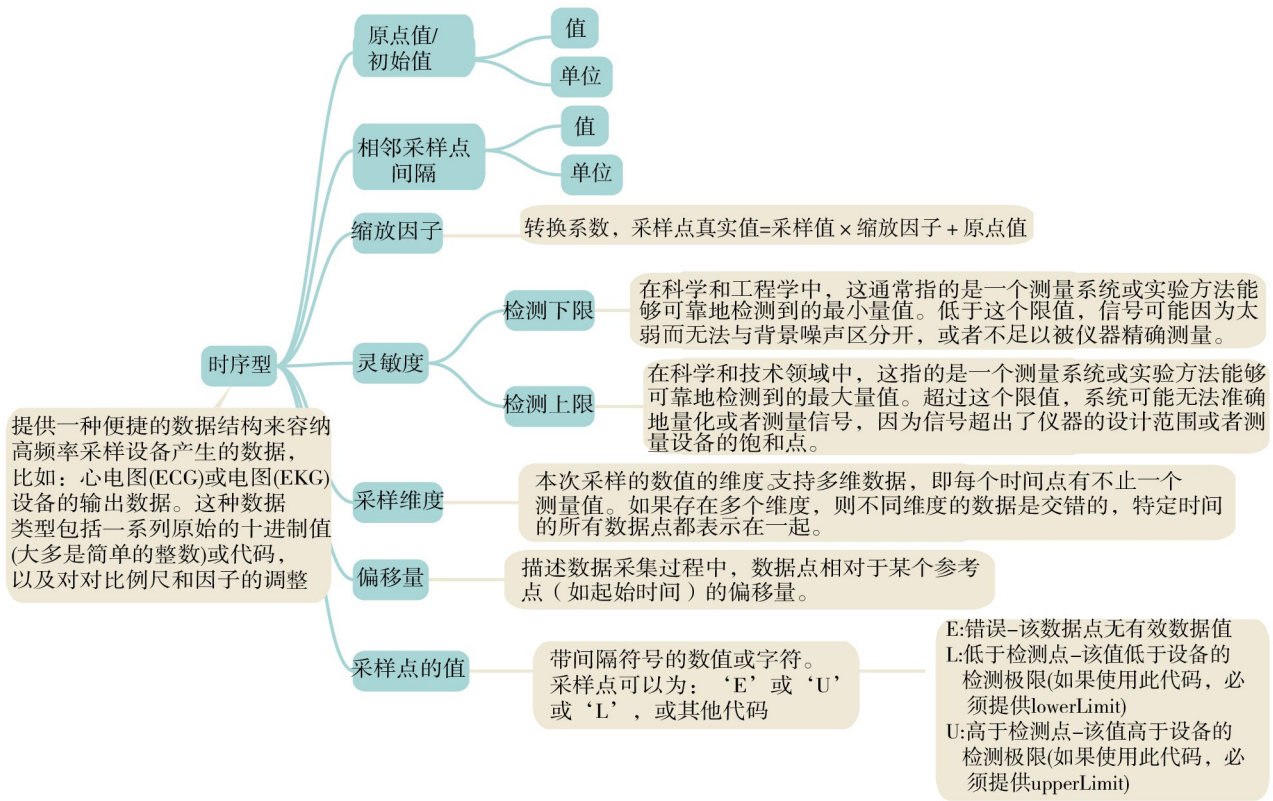 原点值/
初始值
值
单位
相邻采样点
间隔
值
单位
缩放因子
转换系数，采样点真实值=采样值×缩放因子+原点值
时序型
提供一种便捷的数据结构来容纳
高频率采样设备产生的数据，
比如：心电图(ECG)或电图(EKG)
设备的输出数据。这种数据
类型包括一系列原始的十进制值
(大多是简单的整数)或代码，
以及对对比例尺和因子的调整
灵敏度
检测下限
在科学和工程学中，这通常指的是一个测量系统或实验方法能
够可靠地检测到的最小量值。低于这个限值，信号可能因为太
弱而无法与背景噪声区分开，或者不足以被仪器精确测量。
检测上限
在科学和技术领域中，这指的是一个测量系统或实验方法能够
可靠地检测到的最大量值。超过这个限值，系统可能无法准确
地量化或者测量信号，因为信号超出了仪器的设计范围或者测
量设备的饱和点。
采样维度
本次采样的数值的维度。支持多维数据，即每个时间点有不止一个
测量值。如果存在多个维度，则不同维度的数据是交错的，特定时间
的所有数据点都表示在一起。
偏移量
描述数据采集过程中，数据点相对于某个参考
点（如起始时间）的偏移量。
采样点的值
带间隔符号的数值或字符。
采样点可以为：‘E’或‘U’
或‘L’，或其他代码
E:错误–该数据点无有效数据值
L:低于检测点–该值低于设备的
检测极限(如果使用此代码，必
须提供lowerLimit)
U:高于检测点–该值高于设备的
检测极限(如果使用此代码，必
须提供upperLimit)